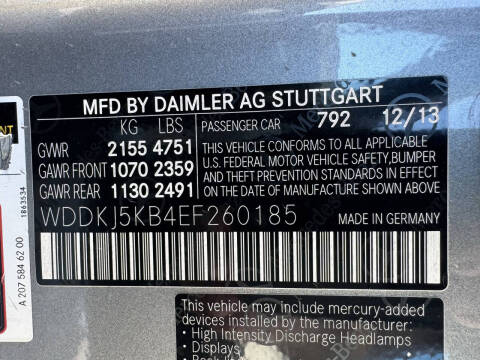 MFD BY DAIMLER AG STUTTGART
KG LBS PASSENGER CAR 792 12/13
GWR 2155 4751
GAWR FRONT 1070 2359
GAWR REAR 1130 2491
THIS VEHICLE CONFORMS TO ALL APPLICABLE
U.S. FEDERAL MOTOR VEHICLE SAFETY, BUMPER
AND THEFT PREVENTION STANDARDS IN EFFECT
ON THE DATE OF MANUFACTURE SHOWN ABOVE.
WDDKJ5KB4EF260185 MADE IN GERMANY
1863534
A 207 584 62 00
This vehicle may include mercury-added
devices installed by the manufacturer:
• High Intensity Discharge Headlamps
• Displays